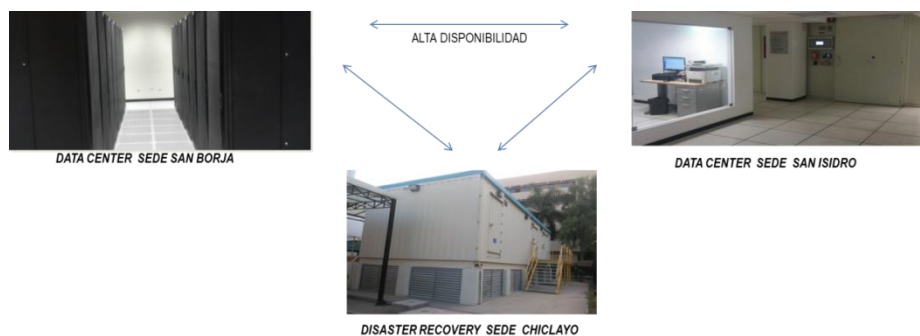 ALTA DISPONIBILIDAD
DATA CENTER SEDE SAN BORJA
DATA CENTER SEDE SAN ISIDRO
DISASTER RECOVERY SEDE CHICLAYO